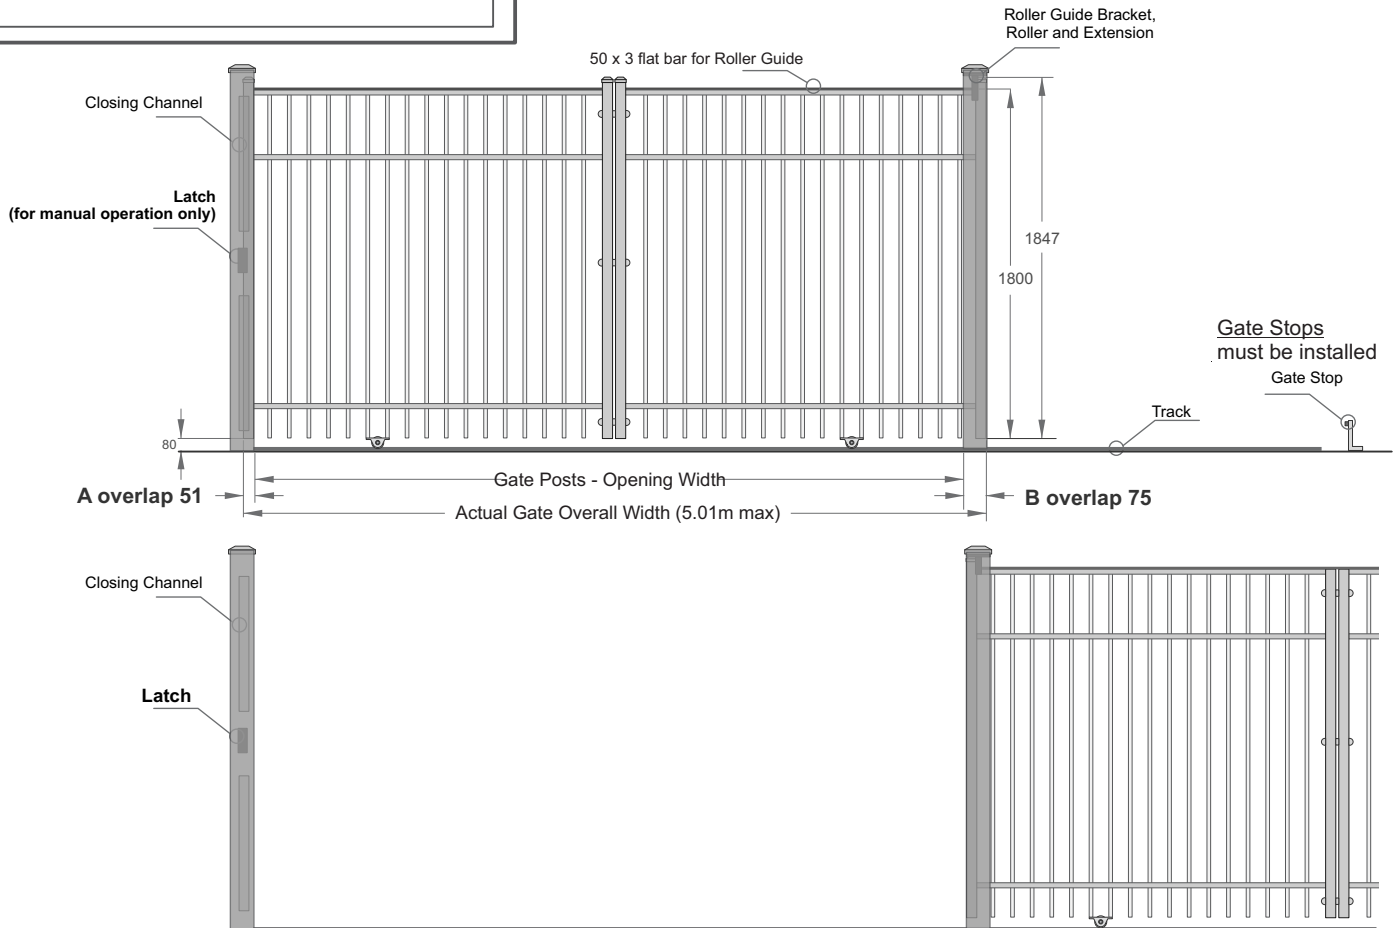 Roller Guide Bracket,
Roller and Extension
50 x 3 flat bar for Roller Guide
Closing Channel
Latch
(for manual operation only)
1847
1800
Gate Stops
must be installed
Gate Stop
Track
80
Gate Posts - Opening Width
A overlap 51
B overlap 75
Actual Gate Overall Width (5.01m max)
Closing Channel
Latch